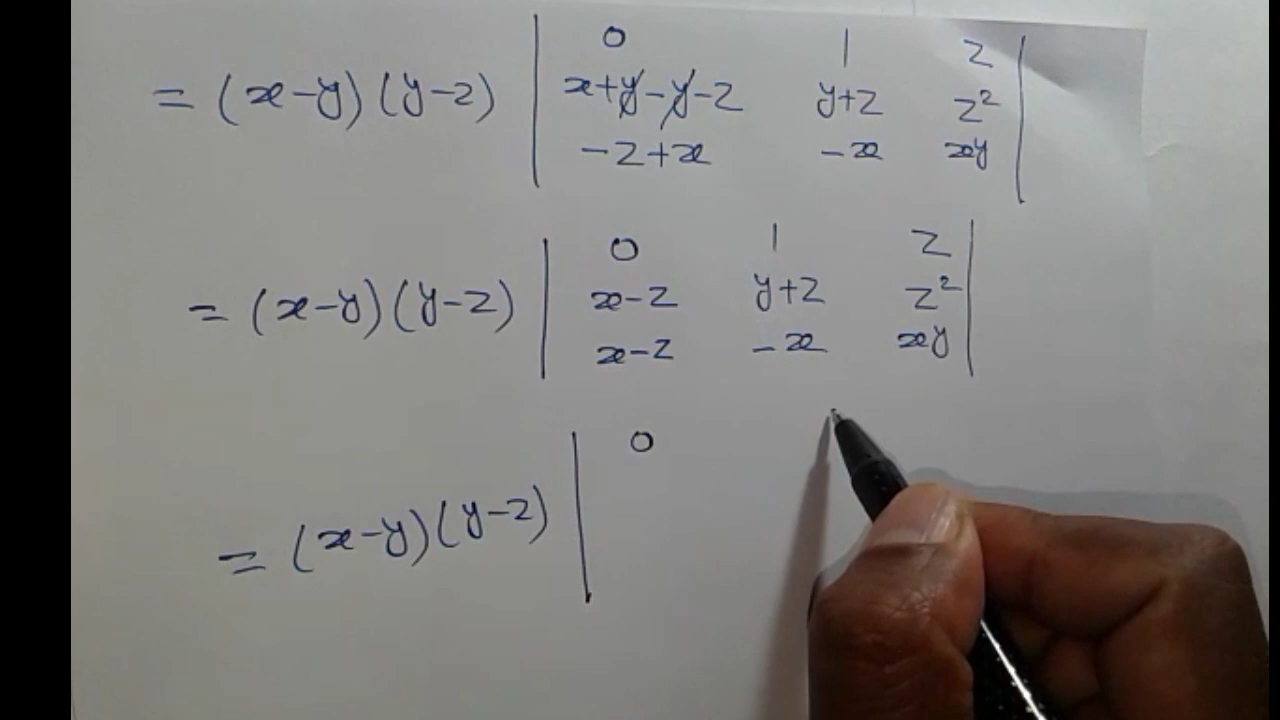 0 1 z
= (x-y)(y-z) | x+y-y-z y+z z² |
-z+x -x xy
0 1 z
= (x-y)(y-z) | x-z y+z z² |
x-z -x xy
0
= (x-y)(y-z) |